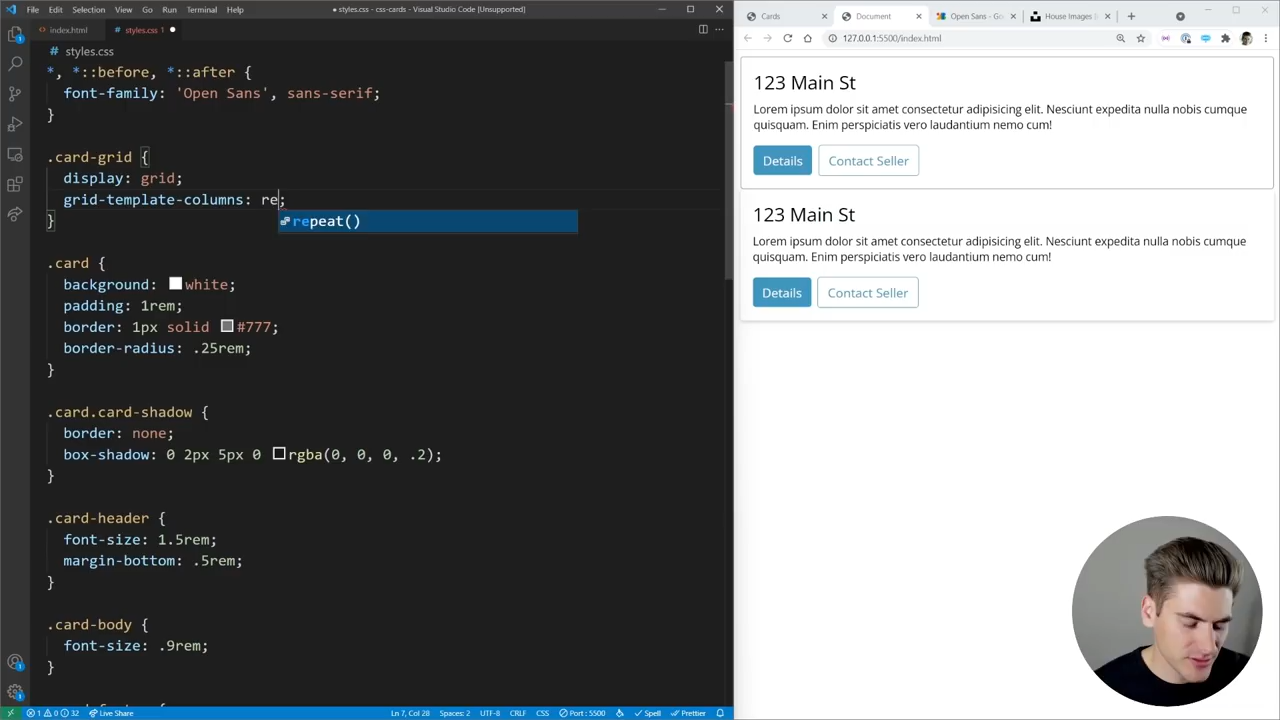 File Edit Selection View Go Run Terminal Help
● styles.css - css-cards - Visual Studio Code [Unsupported]
index.html
styles.css 1
styles.css
*, *::before, *::after {
font-family: 'Open Sans', sans-serif;
}
.card-grid {
display: grid;
grid-template-columns: re;
repeat()
}
.card {
background: white;
padding: 1rem;
border: 1px solid #777;
border-radius: .25rem;
}
.card.card-shadow {
border: none;
box-shadow: 0 2px 5px 0 rgba(0, 0, 0, .2);
}
.card-header {
font-size: 1.5rem;
margin-bottom: .5rem;
}
.card-body {
font-size: .9rem;
}
1 0 32 Live Share
Ln 7, Col 28 Spaces: 2 UTF-8 CRLF CSS Port : 5500 Spell Prettier
Cards
Document
Open Sans - Go
House Images
127.0.0.1:5500/index.html
123 Main St
Lorem ipsum dolor sit amet consectetur adipisicing elit. Nesciunt expedita nulla nobis cumque
quisquam. Enim perspiciatis vero laudantium nemo cum!
Details Contact Seller
123 Main St
Lorem ipsum dolor sit amet consectetur adipisicing elit. Nesciunt expedita nulla nobis cumque
quisquam. Enim perspiciatis vero laudantium nemo cum!
Details Contact Seller